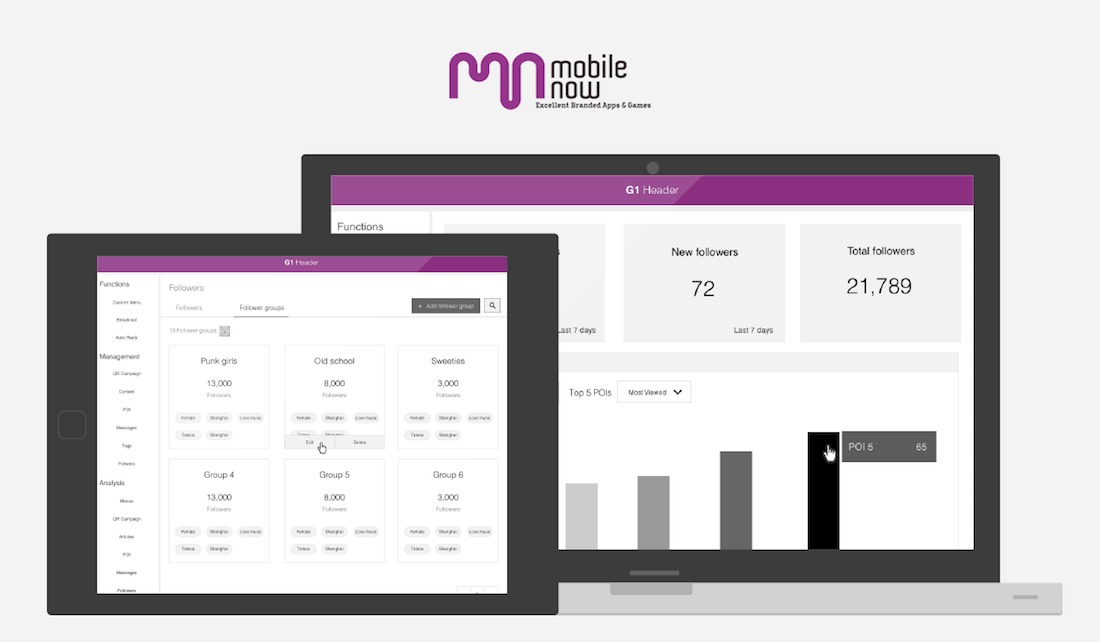 mobile
now
Excellent Branded Apps & Games
G1 Header
Functions
New followers
72
Last 7 days
Total followers
21,789
Last 7 days
Top 5 POIs
Most Viewed
POI 5 65
G1 Header
Functions
Custom Menu
Broadcast
Auto Reply
Management
QR Campaign
Content
POI
Messages
Tags
Followers
Analysis
Menus
QR Campaign
Articles
POI
Messages
Followers
Followers
Followers
Follower groups
+ Add follower group
10 Follower groups
Punk girls
13,000
Followers
Female Shanghai Love music
Tattoo Shanghai
Old school
8,000
Followers
Female Shanghai Love music
Edit Delete
Sweeties
3,000
Followers
Female Shanghai Love music
Tattoo Shanghai
Group 4
13,000
Followers
Female Shanghai Love music
Tattoo Shanghai
Group 5
8,000
Followers
Female Shanghai Love music
Tattoo Shanghai
Group 6
3,000
Followers
Female Shanghai Love music
Tattoo Shanghai